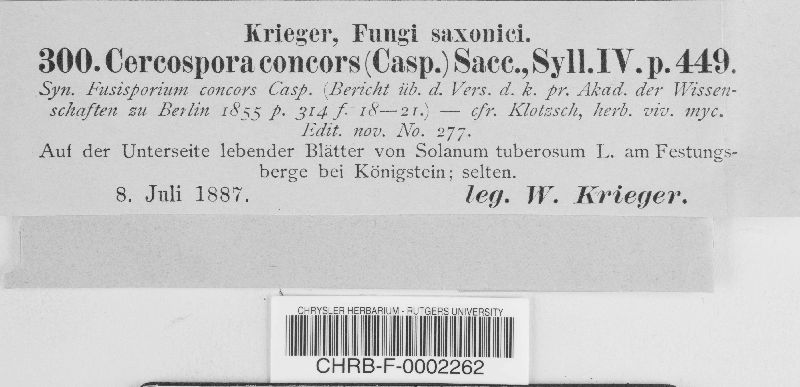 Krieger, Fungi saxonici.
300. Cercospora concors (Casp.) Sacc., Syll. IV. p. 449.
Syn. Fusisporium concors Casp. (Bericht üb. d. Vers. d. k. pr. Akad. der Wissen-
schaften zu Berlin 1855 p. 314 f. 18—21.) — cfr. Klotzsch, herb. viv. myc.
Edit. nov. No. 277.
Auf der Unterseite lebender Blätter von Solanum tuberosum L. am Festungs-
berge bei Königstein; selten.
8. Juli 1887. leg. W. Krieger.
CHRYSLER HERBARIUM - RUTGERS UNIVERSITY
CHRB-F-0002262